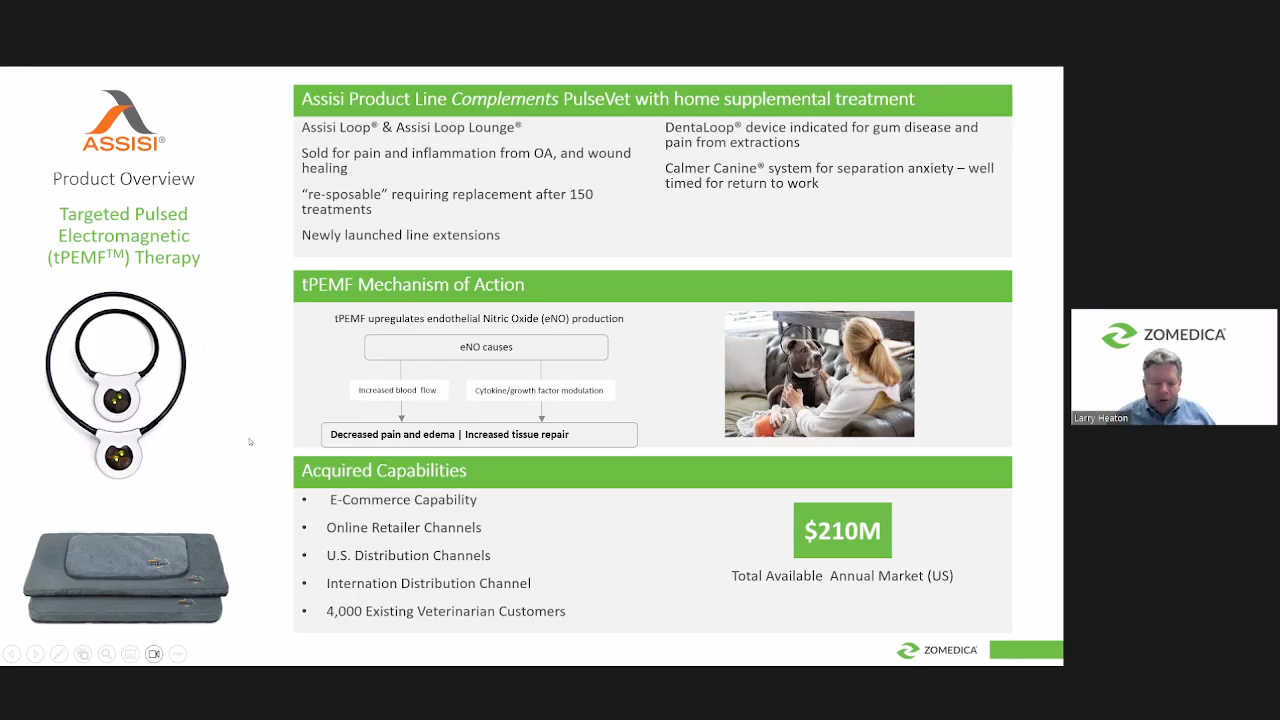 ASSISI®
Product Overview
Targeted Pulsed
Electromagnetic
(tPEMF™) Therapy
Assisi Product Line Complements PulseVet with home supplemental treatment
Assisi Loop® & Assisi Loop Lounge®
Sold for pain and inflammation from OA, and wound
healing
“re-sposable” requiring replacement after 150
treatments
Newly launched line extensions
DentaLoop® device indicated for gum disease and
pain from extractions
Calmer Canine® system for separation anxiety – well
timed for return to work
tPEMF Mechanism of Action
tPEMF upregulates endothelial Nitric Oxide (eNO) production
eNO causes
Increased blood flow
Cytokine/growth factor modulation
Decreased pain and edema | Increased tissue repair
Acquired Capabilities
• E-Commerce Capability
• Online Retailer Channels
• U.S. Distribution Channels
• Internation Distribution Channel
• 4,000 Existing Veterinarian Customers
$210M
Total Available Annual Market (US)
ZOMEDICA
ZOMEDICA
Larry Heaton